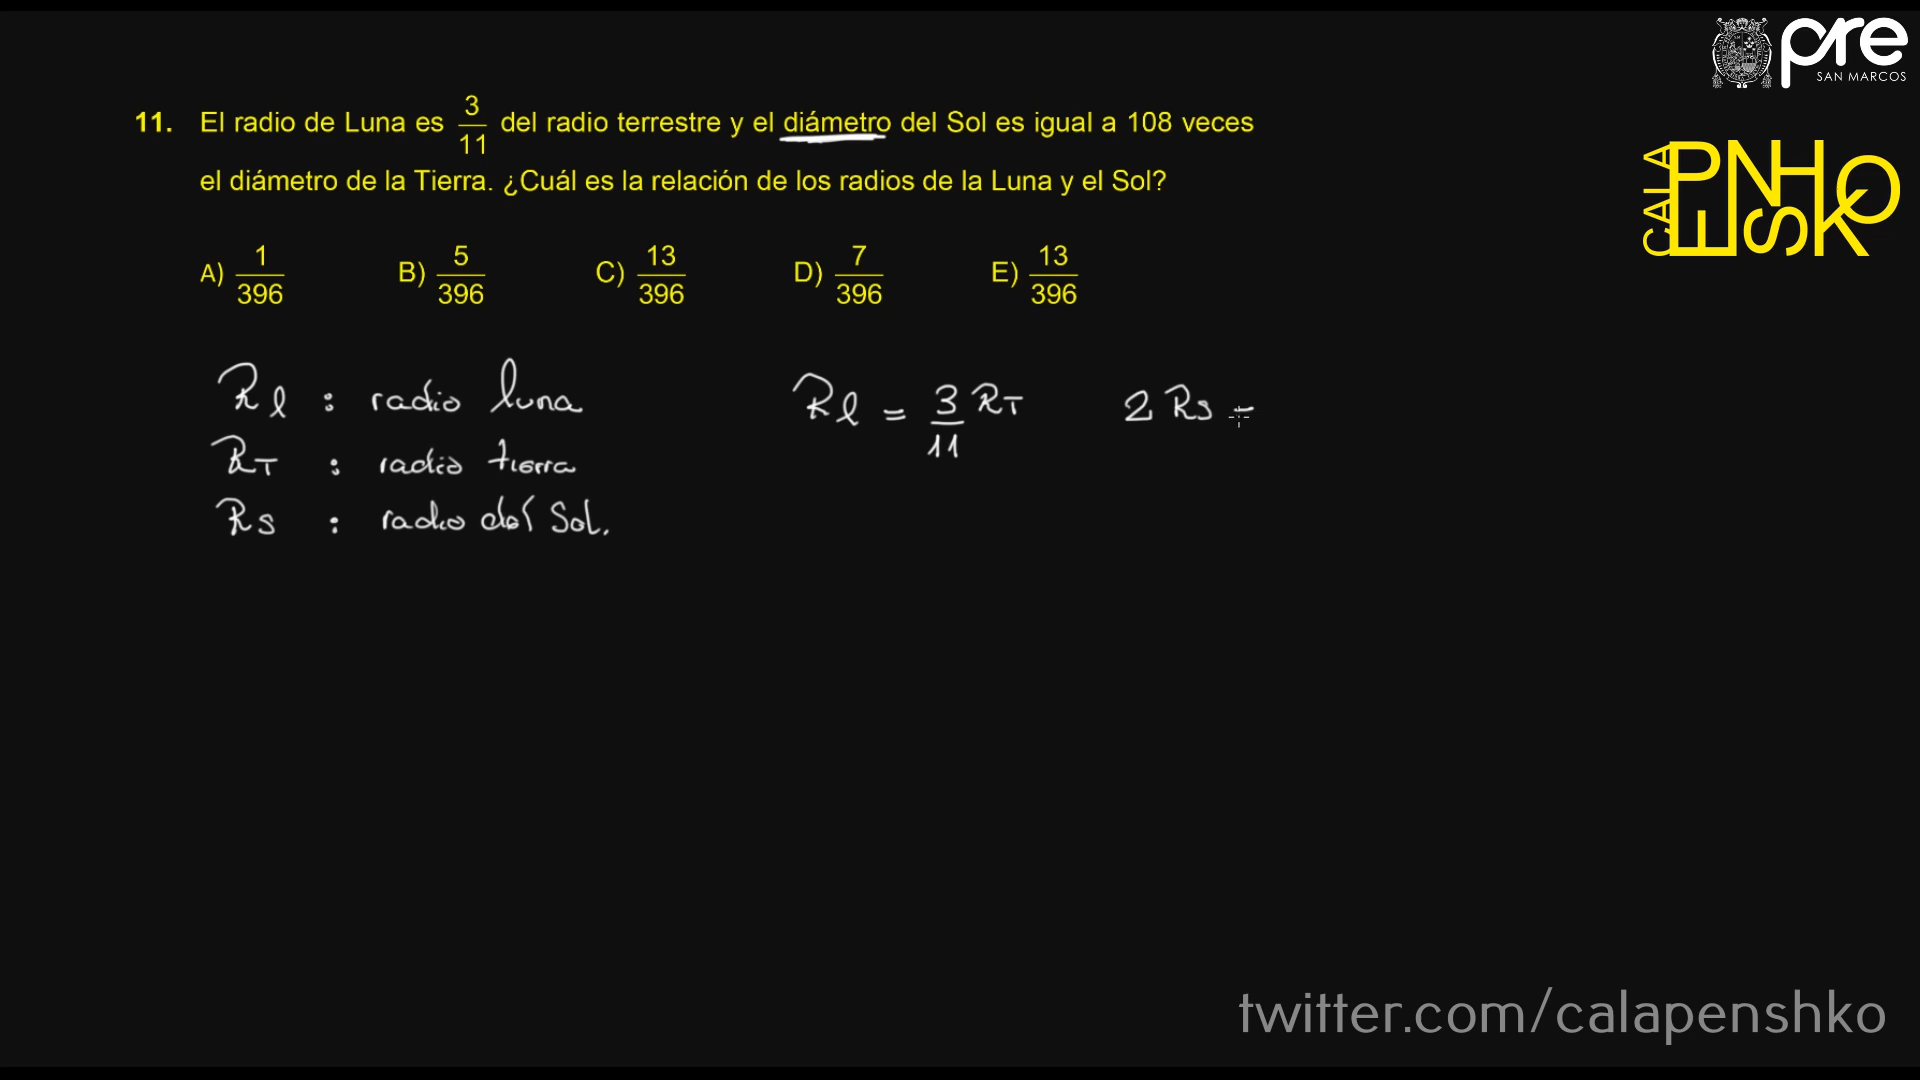 pre
SAN MARCOS
CALA
PENSHKO
11. El radio de Luna es 3/11 del radio terrestre y el diámetro del Sol es igual a 108 veces
el diámetro de la Tierra. ¿Cuál es la relación de los radios de la Luna y el Sol?
A) 1/396 B) 5/396 C) 13/396 D) 7/396 E) 13/396
Rl : radio luna
RT : radio tierra
Rs : radio del Sol.
Rl = 3/11 RT 2 Rs =
twitter.com/calapenshko